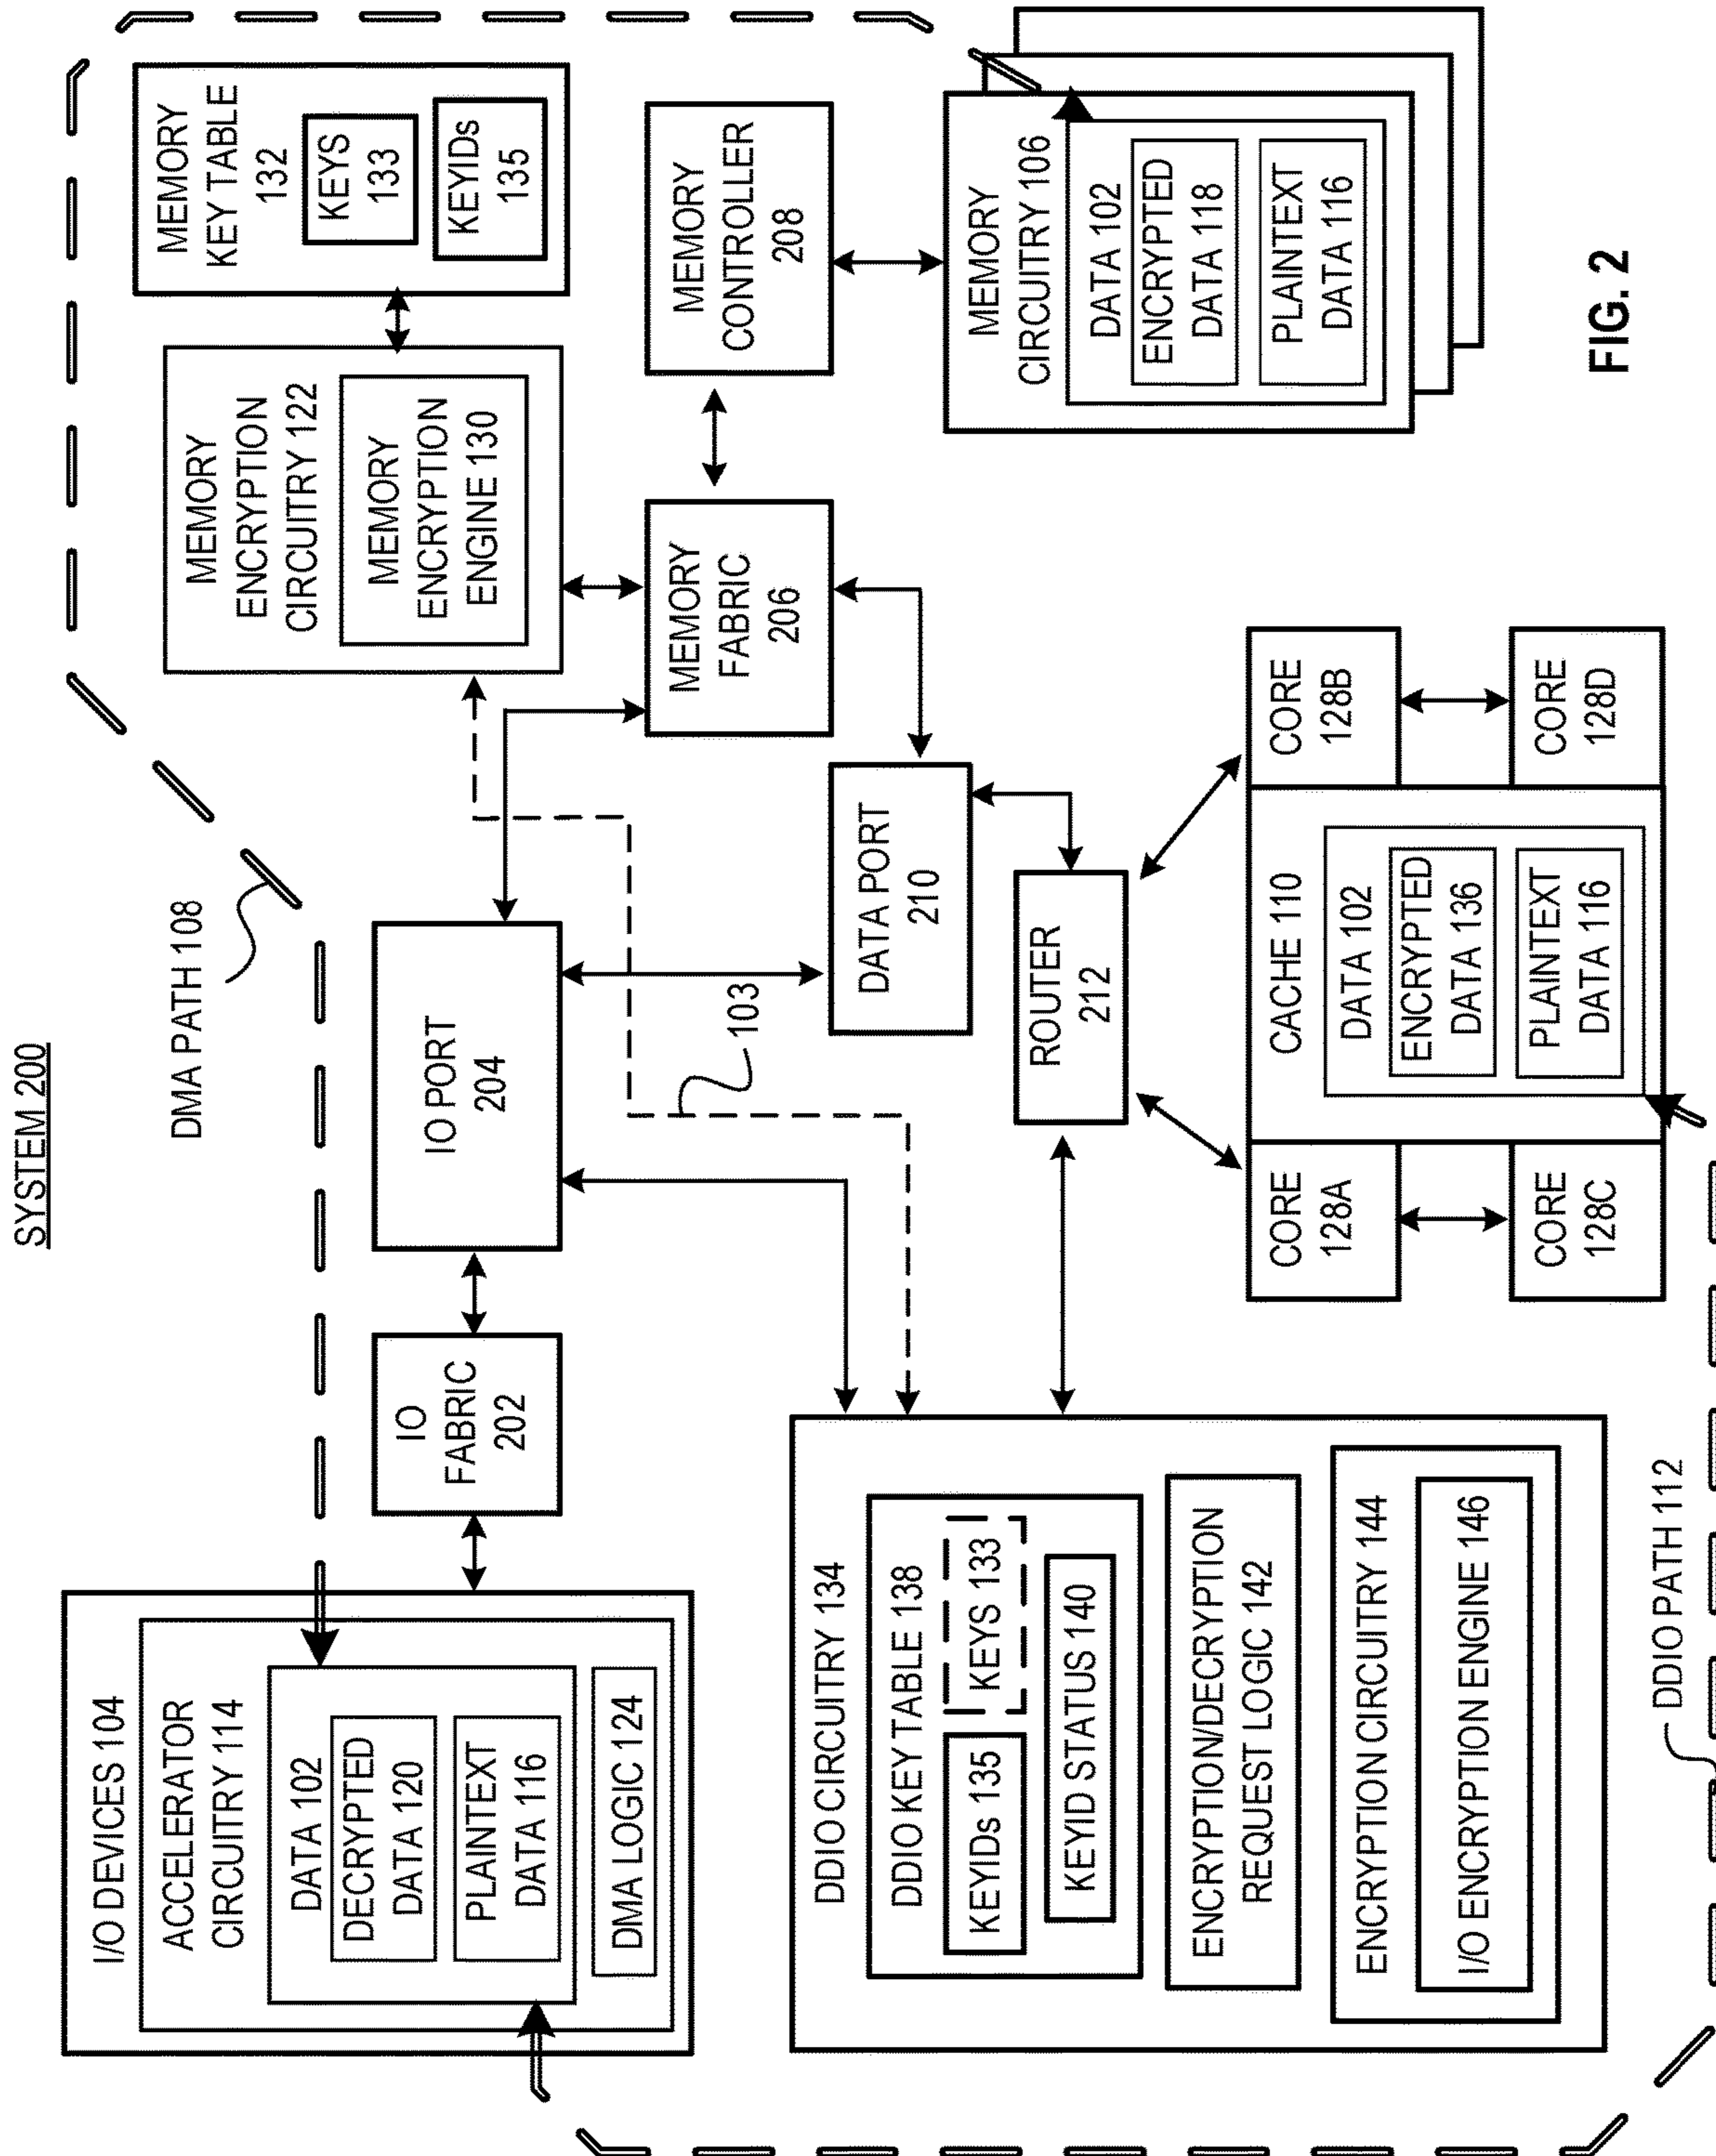 SYSTEM 200
DMA PATH 108
I/O DEVICES 104
ACCELERATOR
CIRCUITRY 114
DATA 102
DECRYPTED
DATA 120
PLAINTEXT
DATA 116
DMA LOGIC 124
IO
FABRIC
202
IO PORT
204
MEMORY
ENCRYPTION
CIRCUITRY 122
MEMORY
ENCRYPTION
ENGINE 130
MEMORY
KEY TABLE
132
KEYS
133
KEYIDs
135
103
MEMORY
FABRIC
206
MEMORY
CONTROLLER
208
DATA PORT
210
ROUTER
212
DDIO CIRCUITRY 134
DDIO KEY TABLE 138
KEYIDs 135
KEYS 133
KEYID STATUS 140
ENCRYPTION/DECRYPTION
REQUEST LOGIC 142
ENCRYPTION CIRCUITRY 144
I/O ENCRYPTION ENGINE 146
CORE
128A
CORE
128C
CACHE 110
DATA 102
ENCRYPTED
DATA 136
PLAINTEXT
DATA 116
CORE
128B
CORE
128D
MEMORY
CIRCUITRY 106
DATA 102
ENCRYPTED
DATA 118
PLAINTEXT
DATA 116
DDIO PATH 112
FIG. 2